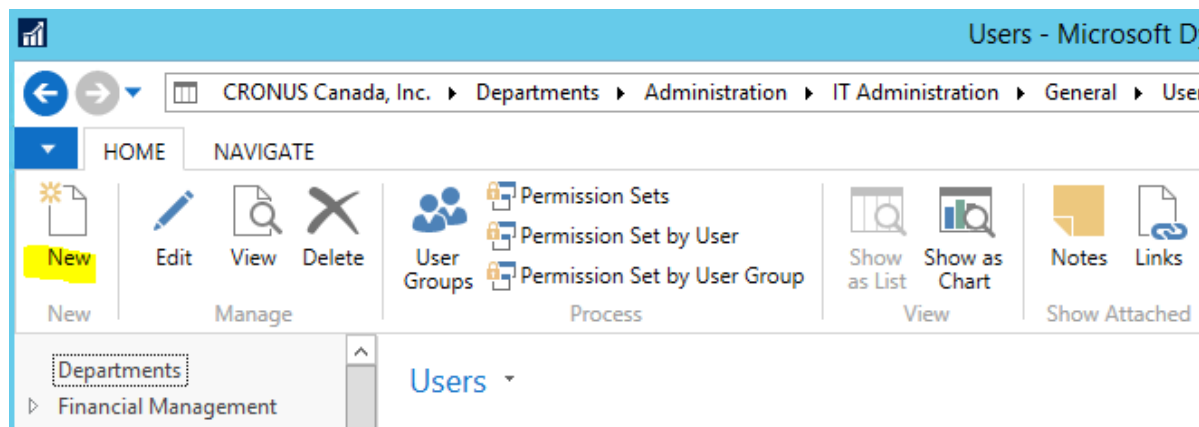 Users - Microsoft D
CRONUS Canada, Inc. Departments Administration IT Administration General User
HOME NAVIGATE
New
Edit View Delete
User Groups
Permission Sets
Permission Set by User
Permission Set by User Group
Show as List
Show as Chart
Notes Links
New Manage Process View Show Attached
Departments
Financial Management
Users